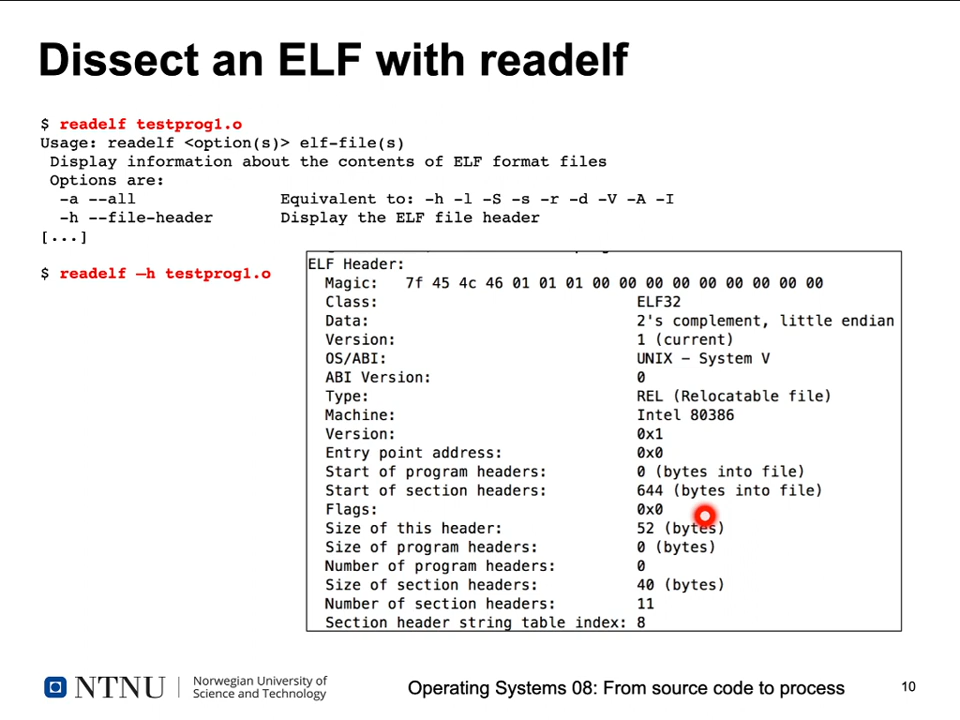 Dissect an ELF with readelf
$ readelf testprog1.o
Usage: readelf <option(s)> elf-file(s)
Display information about the contents of ELF format files
Options are:
-a --all Equivalent to: -h -l -S -s -r -d -V -A -I
-h --file-header Display the ELF file header
[...]
$ readelf –h testprog1.o
ELF Header:
Magic: 7f 45 4c 46 01 01 01 00 00 00 00 00 00 00 00 00
Class: ELF32
Data: 2's complement, little endian
Version: 1 (current)
OS/ABI: UNIX – System V
ABI Version: 0
Type: REL (Relocatable file)
Machine: Intel 80386
Version: 0x1
Entry point address: 0x0
Start of program headers: 0 (bytes into file)
Start of section headers: 644 (bytes into file)
Flags: 0x0
Size of this header: 52 (bytes)
Size of program headers: 0 (bytes)
Number of program headers: 0
Size of section headers: 40 (bytes)
Number of section headers: 11
Section header string table index: 8
NTNU
Norwegian University of
Science and Technology
Operating Systems 08: From source code to process
10